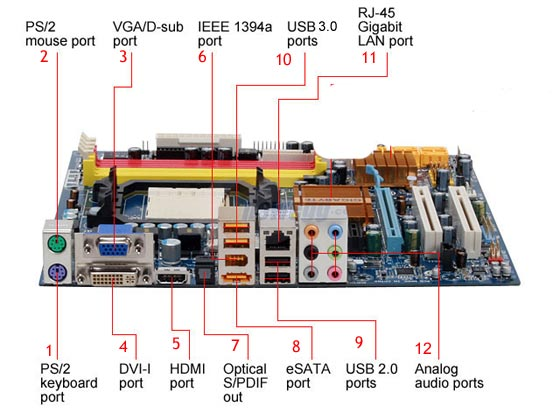 PS/2
mouse port
2
VGA/D-sub
port
3
IEEE 1394a
port
6
USB 3.0
ports
10
RJ-45
Gigabit
LAN port
11
GIGABYTE
1
PS/2
keyboard
port
4
DVI-I
port
5
HDMI
port
7
Optical
S/PDIF
out
8
eSATA
port
9
USB 2.0
ports
12
Analog
audio ports